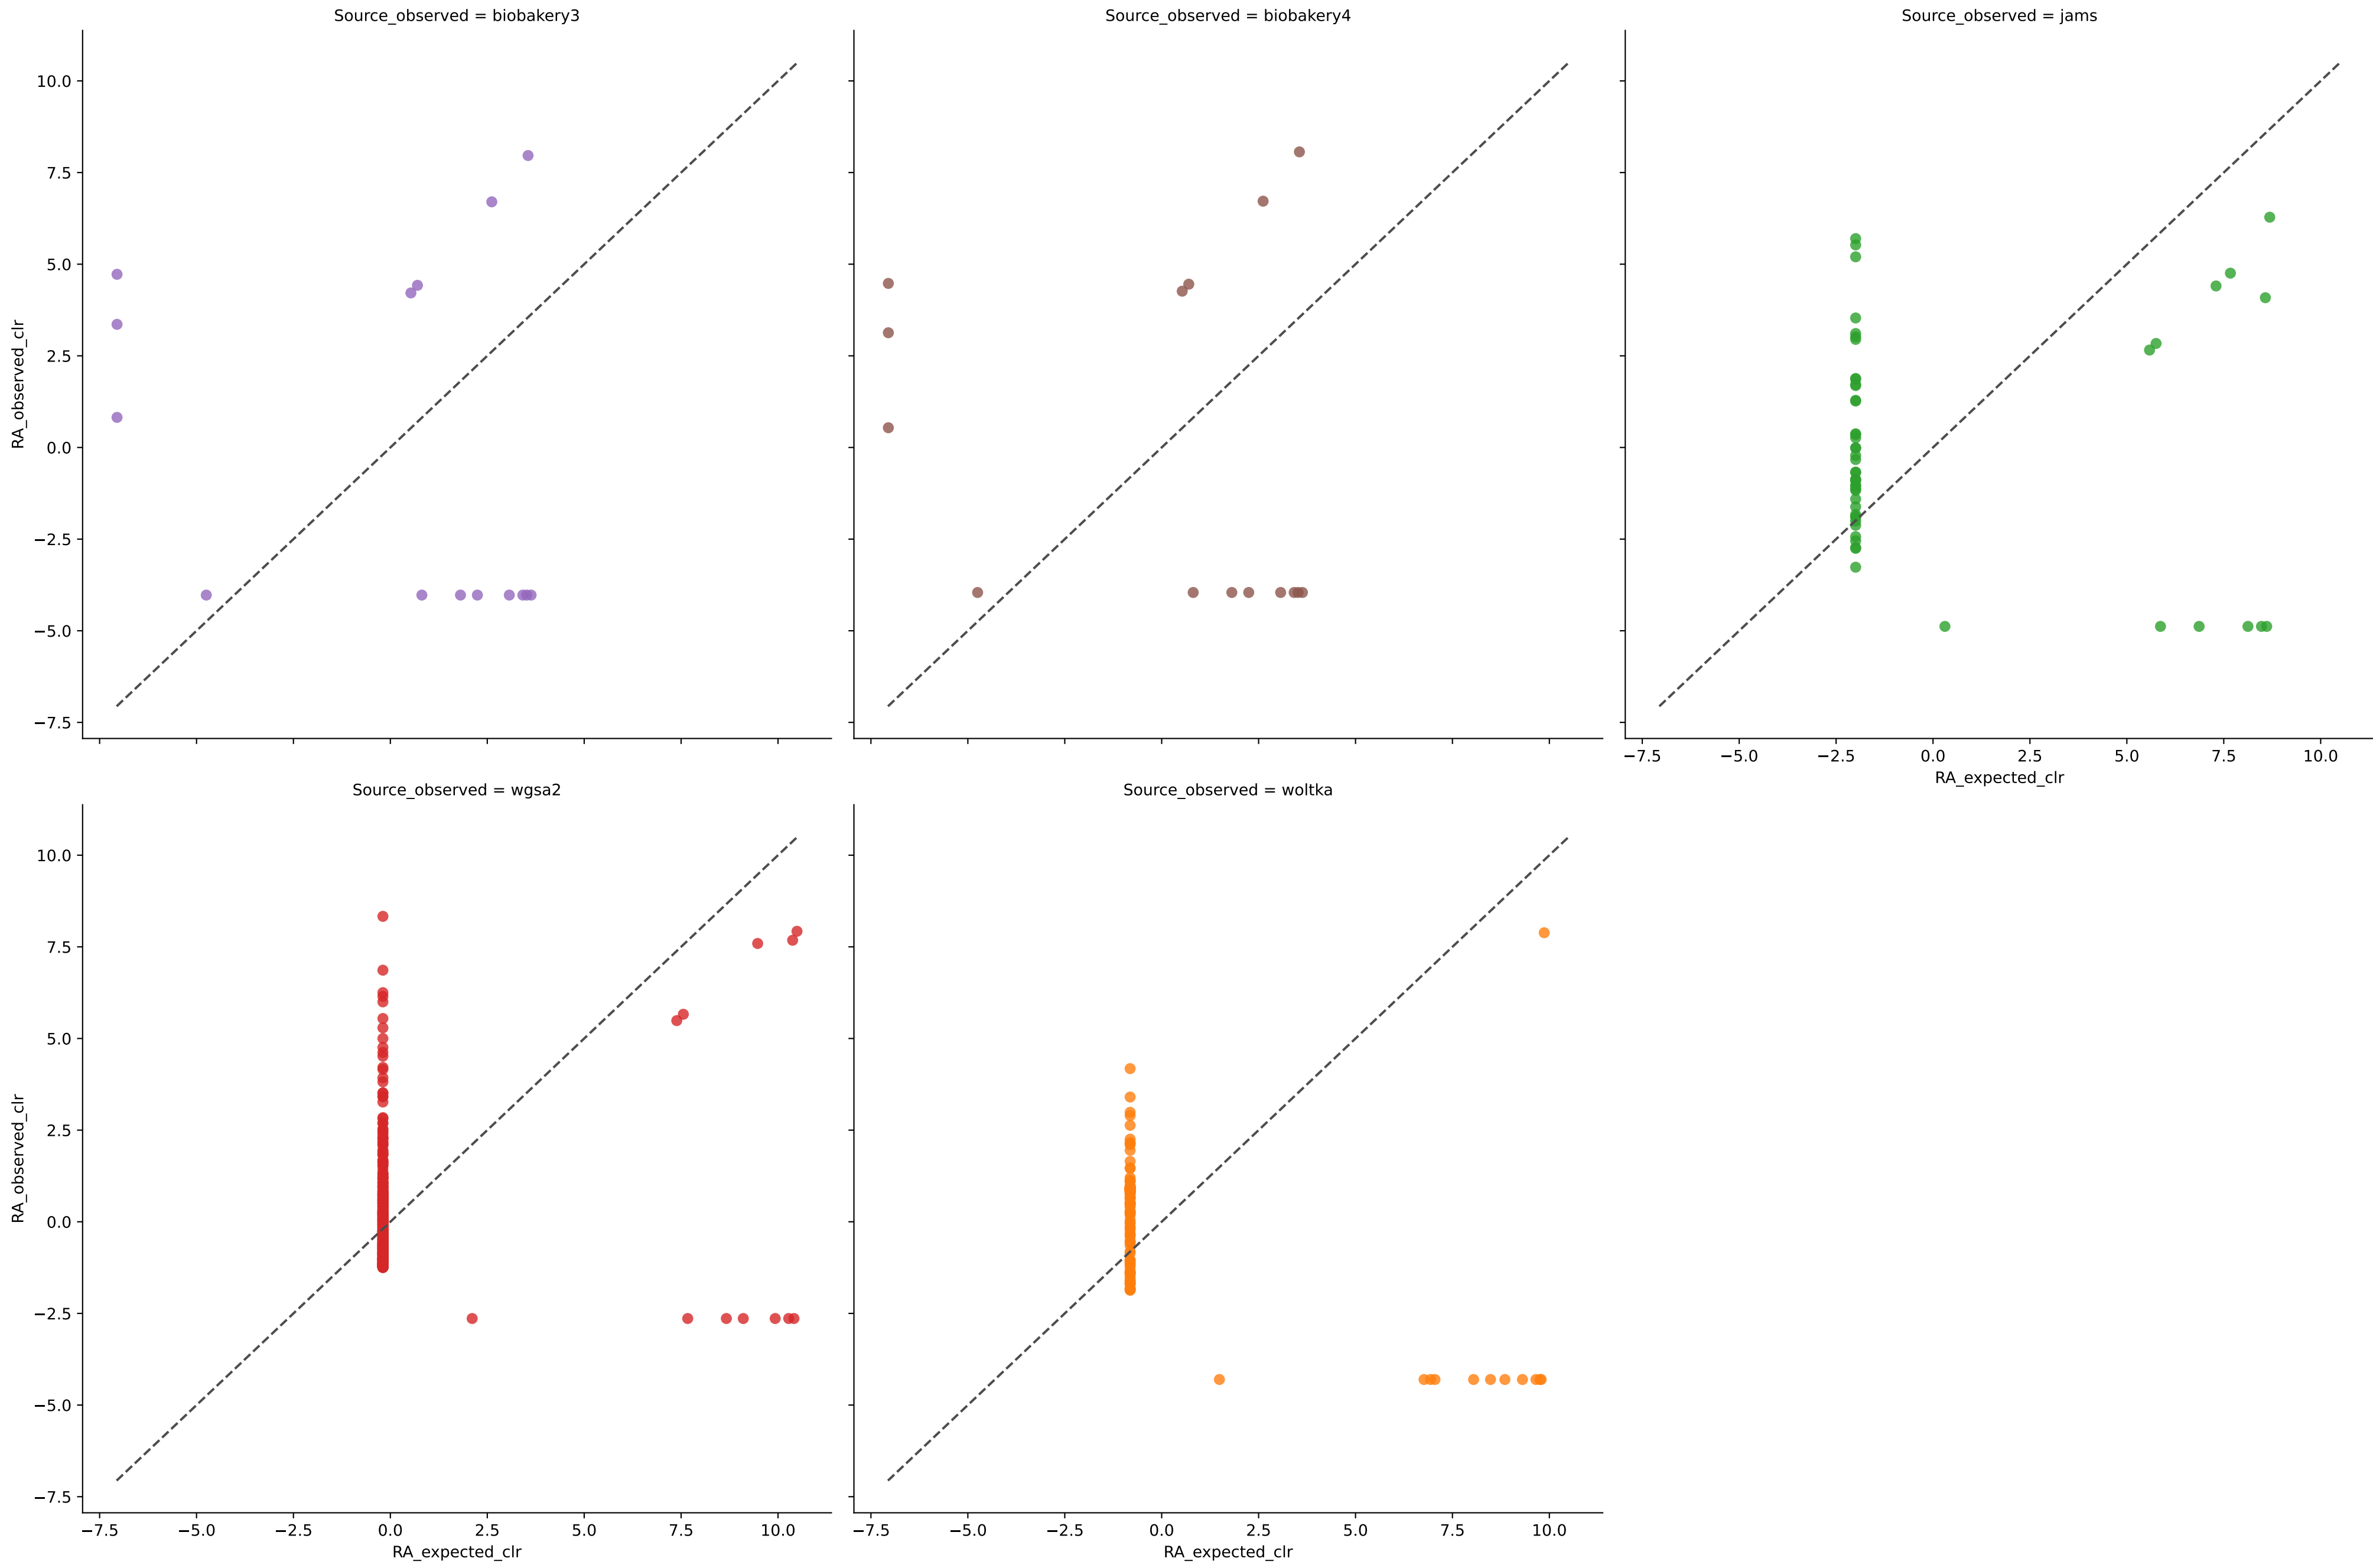 Source_observed = biobakery3
Source_observed = biobakery4
Source_observed = jams
RA_observed_clr
10.0
7.5
5.0
2.5
0.0
−2.5
−5.0
−7.5
−7.5 −5.0 −2.5 0.0 2.5 5.0 7.5 10.0
RA_expected_clr
Source_observed = wgsa2
Source_observed = woltka
RA_observed_clr
10.0
7.5
5.0
2.5
0.0
−2.5
−5.0
−7.5
−7.5 −5.0 −2.5 0.0 2.5 5.0 7.5 10.0
RA_expected_clr
−7.5 −5.0 −2.5 0.0 2.5 5.0 7.5 10.0
RA_expected_clr